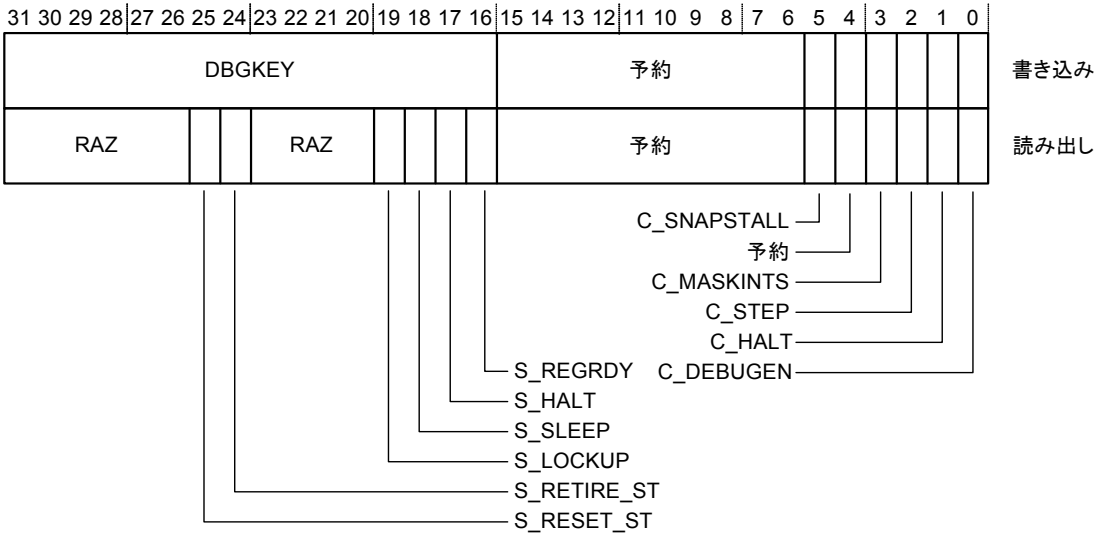 31 30 29 28 27 26 25 24 23 22 21 20 19 18 17 16 15 14 13 12 11 10 9 8 7 6 5 4 3 2 1 0
DBGKEY 予約 書き込み
RAZ RAZ 予約 読み出し
C_SNAPSTALL
予約
C_MASKINTS
C_STEP
C_HALT
S_REGRDY C_DEBUGEN
S_HALT
S_SLEEP
S_LOCKUP
S_RETIRE_ST
S_RESET_ST